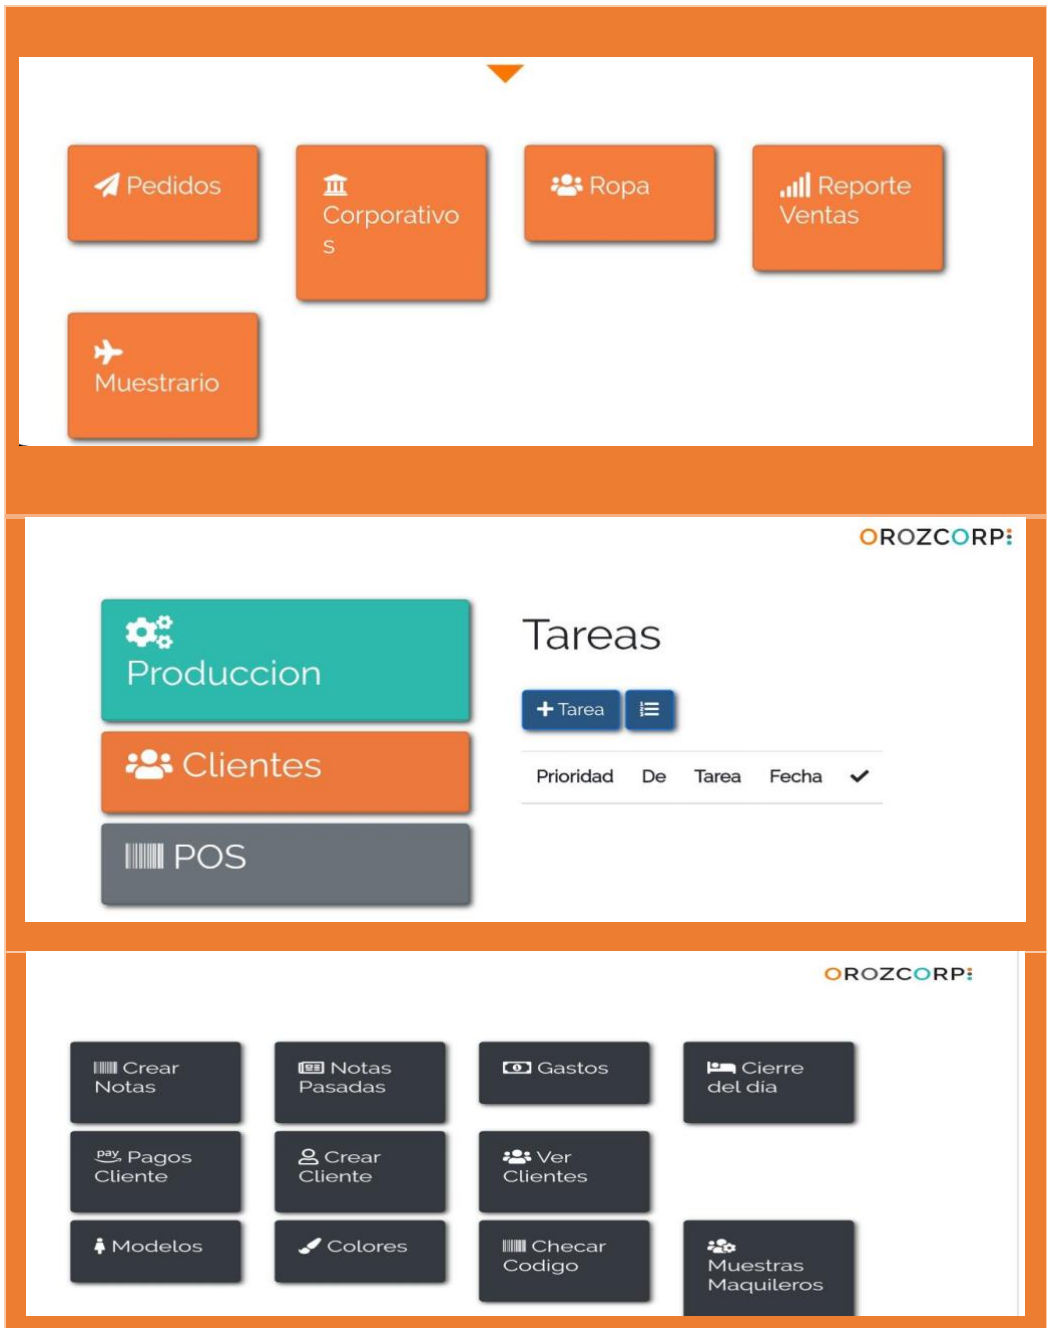 Pedidos
Corporativo
s
Ropa
Reporte
Ventas
Muestrario
OROZCORP
Produccion
Clientes
POS
Tareas
Tarea
Prioridad De Tarea Fecha
OROZCORP
Crear
Notas
Notas
Pasadas
Gastos
Cierre
del día
pay Pagos
Cliente
Crear
Cliente
Ver
Clientes
Modelos
Colores
Checar
Codigo
Muestras
Maquileros